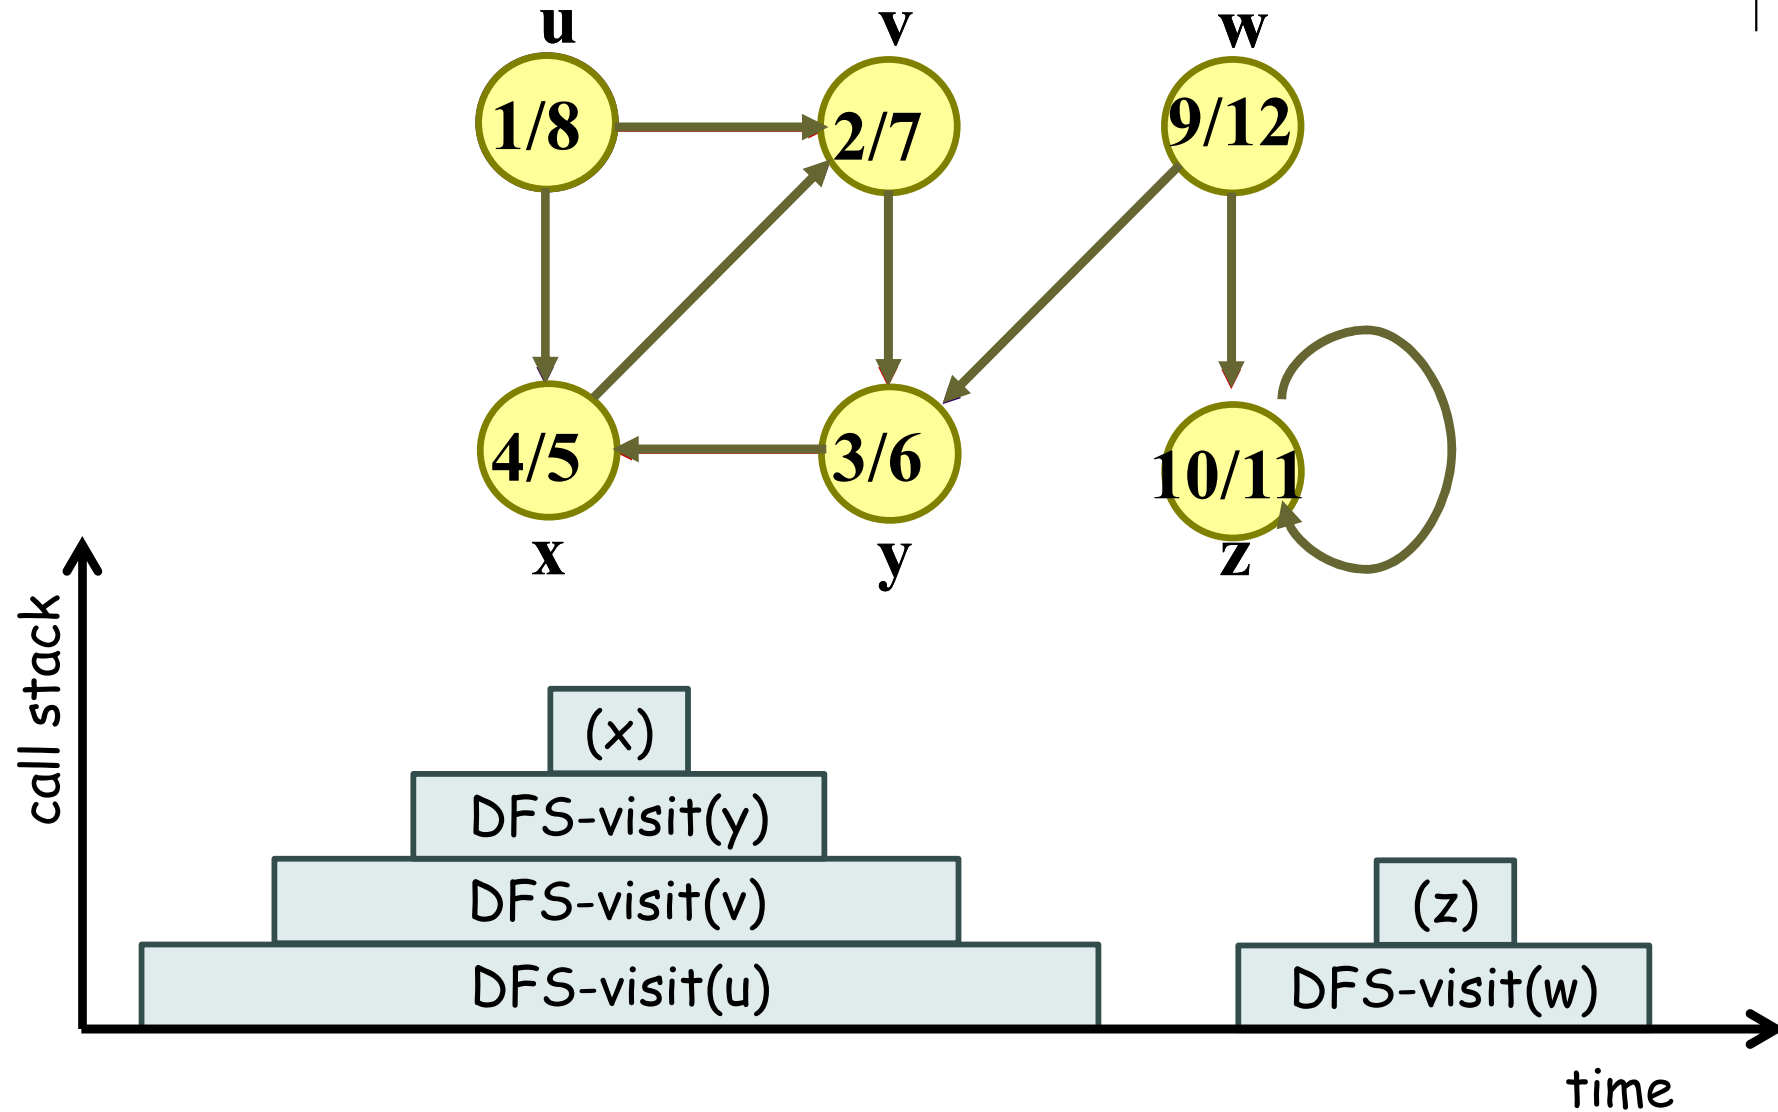 u v w
1/8 2/7 9/12
4/5 3/6 10/11
x y z
call stack
(x)
DFS-visit(y)
DFS-visit(v) (z)
DFS-visit(u) DFS-visit(w)
time